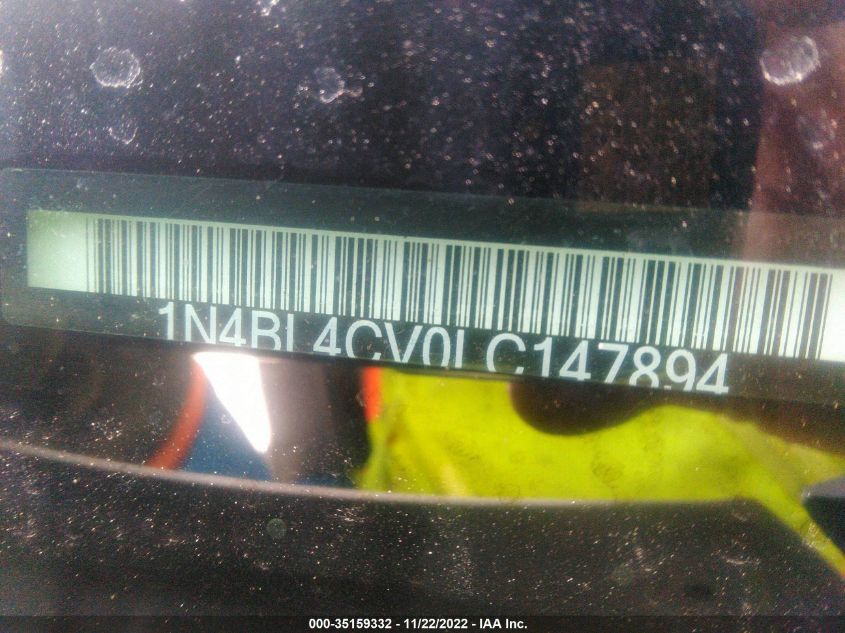 1N4BL4CV0LC147894
000-35159332 - 11/22/2022 - IAA Inc.